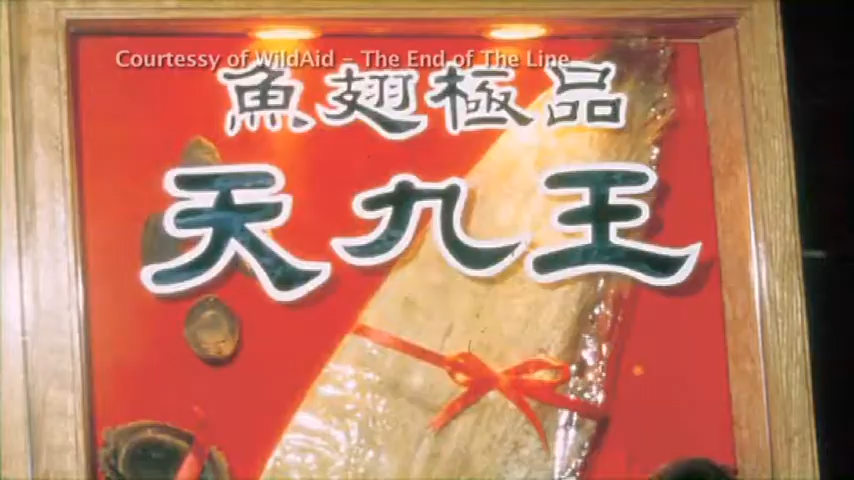 Courtessy of WildAid - The End of The Line
魚翅極品
天九王